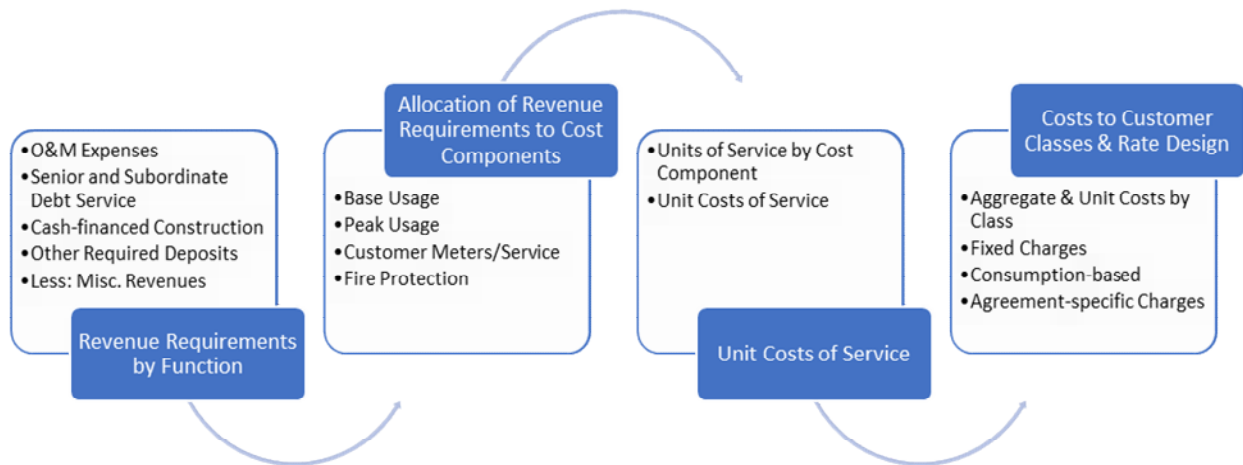 •O&M Expenses
•Senior and Subordinate
Debt Service
•Cash-financed Construction
•Other Required Deposits
•Less: Misc. Revenues
Revenue Requirements
by Function
Allocation of Revenue
Requirements to Cost
Components
•Base Usage
•Peak Usage
•Customer Meters/Service
•Fire Protection
•Units of Service by Cost
Component
•Unit Costs of Service
Unit Costs of Service
Costs to Customer
Classes & Rate Design
•Aggregate & Unit Costs by
Class
•Fixed Charges
•Consumption-based
•Agreement-specific Charges